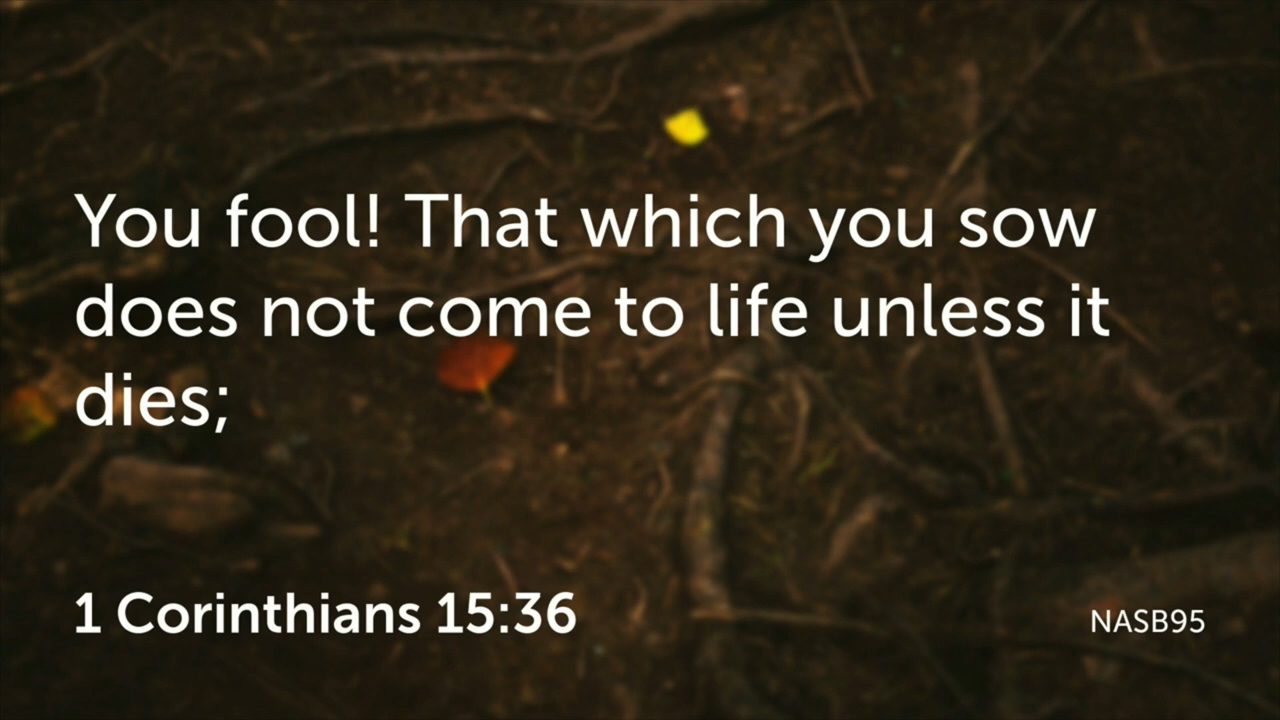 You fool! That which you sow
does not come to life unless it
dies;
1 Corinthians 15:36
NASB95